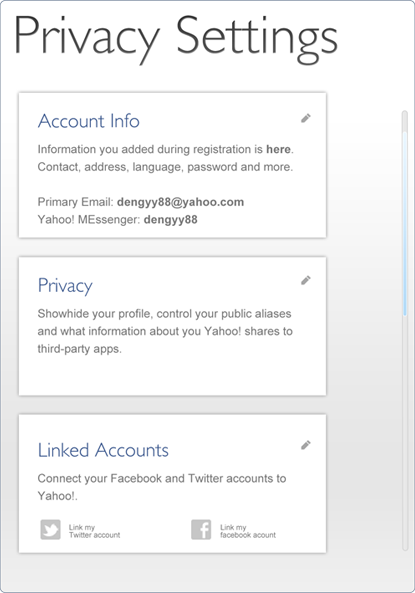 Privacy Settings
Account Info
Information you added during registration is here.
Contact, address, language, password and more.
Primary Email: dengyy88@yahoo.com
Yahoo! MEssenger: dengyy88
Privacy
Showhide your profile, control your public aliases
and what information about you Yahoo! shares to
third-party apps.
Linked Accounts
Connect your Facebook and Twitter accounts to
Yahoo!.
Link my
Twitter account
Link my
facebook acount